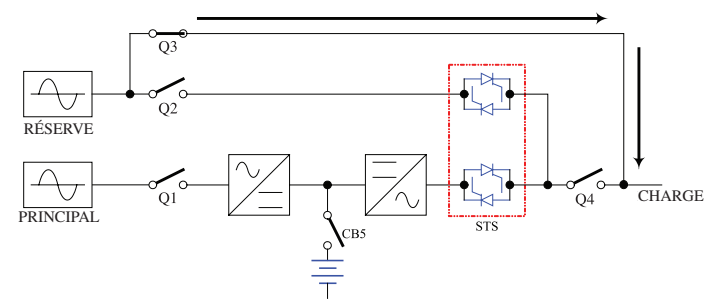 Q3
Q2
RÉSERVE
Q1
PRINCIPAL
CB5
STS
Q4
CHARGE